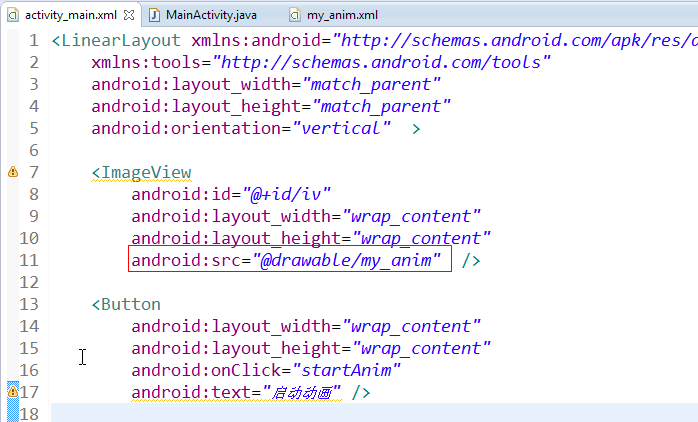 activity_main.xml MainActivity.java my_anim.xml
1 <LinearLayout xmlns:android="http://schemas.android.com/apk/res/
2 xmlns:tools="http://schemas.android.com/tools"
3 android:layout_width="match_parent"
4 android:layout_height="match_parent"
5 android:orientation="vertical" >
6
7 <ImageView
8 android:id="@+id/iv"
9 android:layout_width="wrap_content"
10 android:layout_height="wrap_content"
11 android:src="@drawable/my_anim" />
12
13 <Button
14 android:layout_width="wrap_content"
15 android:layout_height="wrap_content"
16 android:onClick="startAnim"
17 android:text="启动动画" />
18